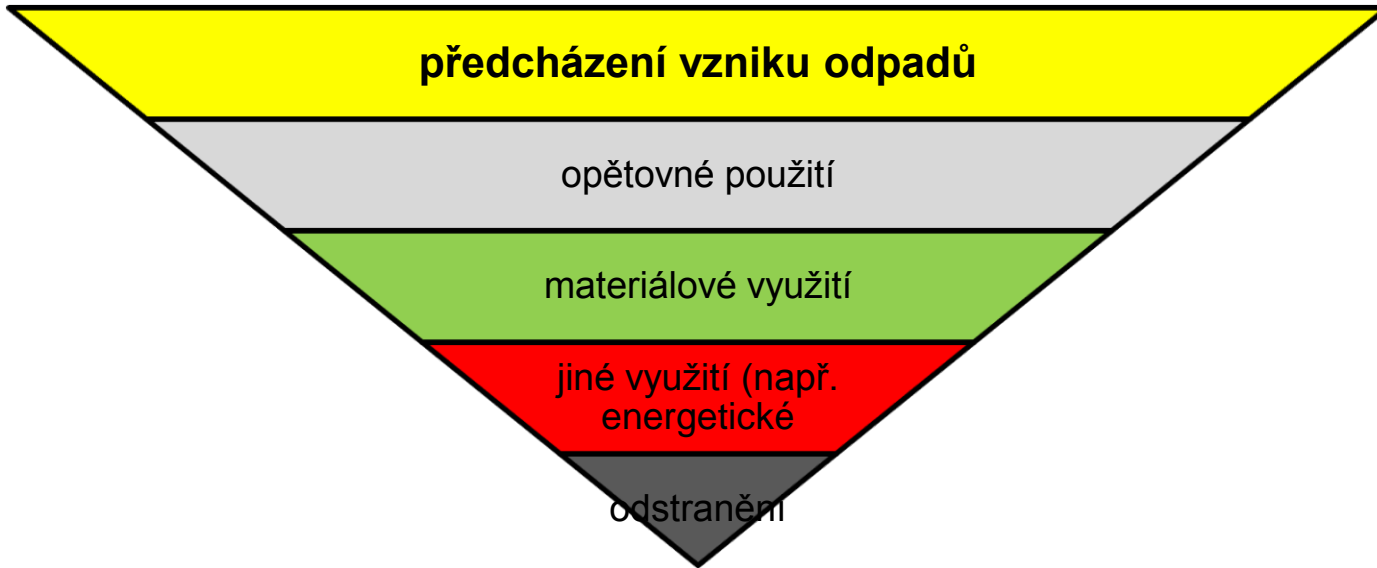 předcházení vzniku odpadů
opětovné použití
materiálové využití
jiné využití (např.
energetické
odstranění